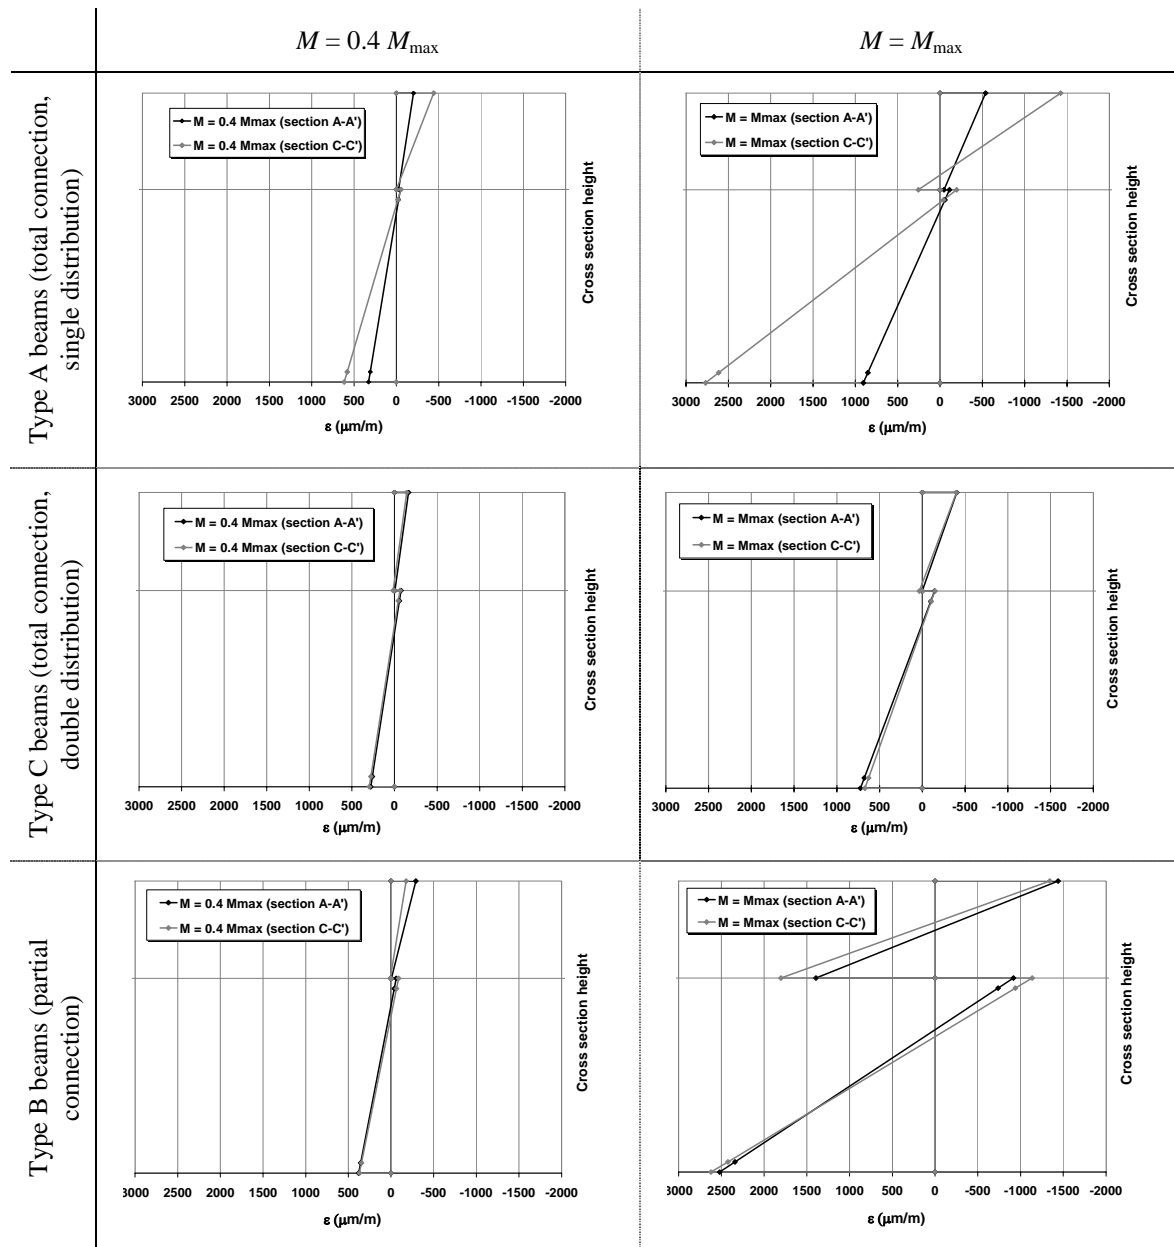 M = 0.4 Mmax
M = Mmax
Type A beams (total connection,
single distribution)
M = 0.4 Mmax (section A-A')
M = 0.4 Mmax (section C-C')
Cross section height
3000 2500 2000 1500 1000 500 0 -500 -1000 -1500 -2000
ε (μm/m)
M = Mmax (section A-A')
M = Mmax (section C-C')
Cross section height
3000 2500 2000 1500 1000 500 0 -500 -1000 -1500 -2000
ε (μm/m)
Type C beams (total connection,
double distribution)
M = 0.4 Mmax (section A-A')
M = 0.4 Mmax (section C-C')
Cross section height
3000 2500 2000 1500 1000 500 0 -500 -1000 -1500 -2000
ε (μm/m)
M = Mmax (section A-A')
M = Mmax (section C-C')
Cross section height
3000 2500 2000 1500 1000 500 0 -500 -1000 -1500 -2000
ε (μm/m)
Type B beams (partial
connection)
M = 0.4 Mmax (section A-A')
M = 0.4 Mmax (section C-C')
Cross section height
3000 2500 2000 1500 1000 500 0 -500 -1000 -1500 -2000
ε (μm/m)
M = Mmax (section A-A')
M = Mmax (section C-C')
Cross section height
3000 2500 2000 1500 1000 500 0 -500 -1000 -1500 -2000
ε (μm/m)